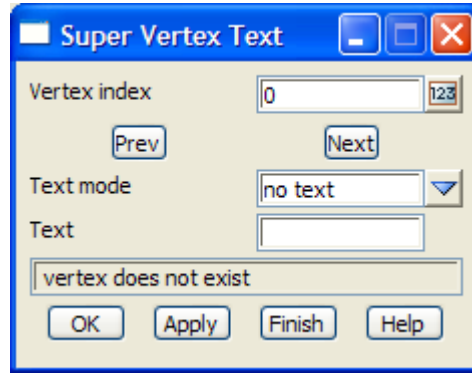 Super Vertex Text
Vertex index 0 123
Prev Next
Text mode no text
Text
vertex does not exist
OK Apply Finish Help